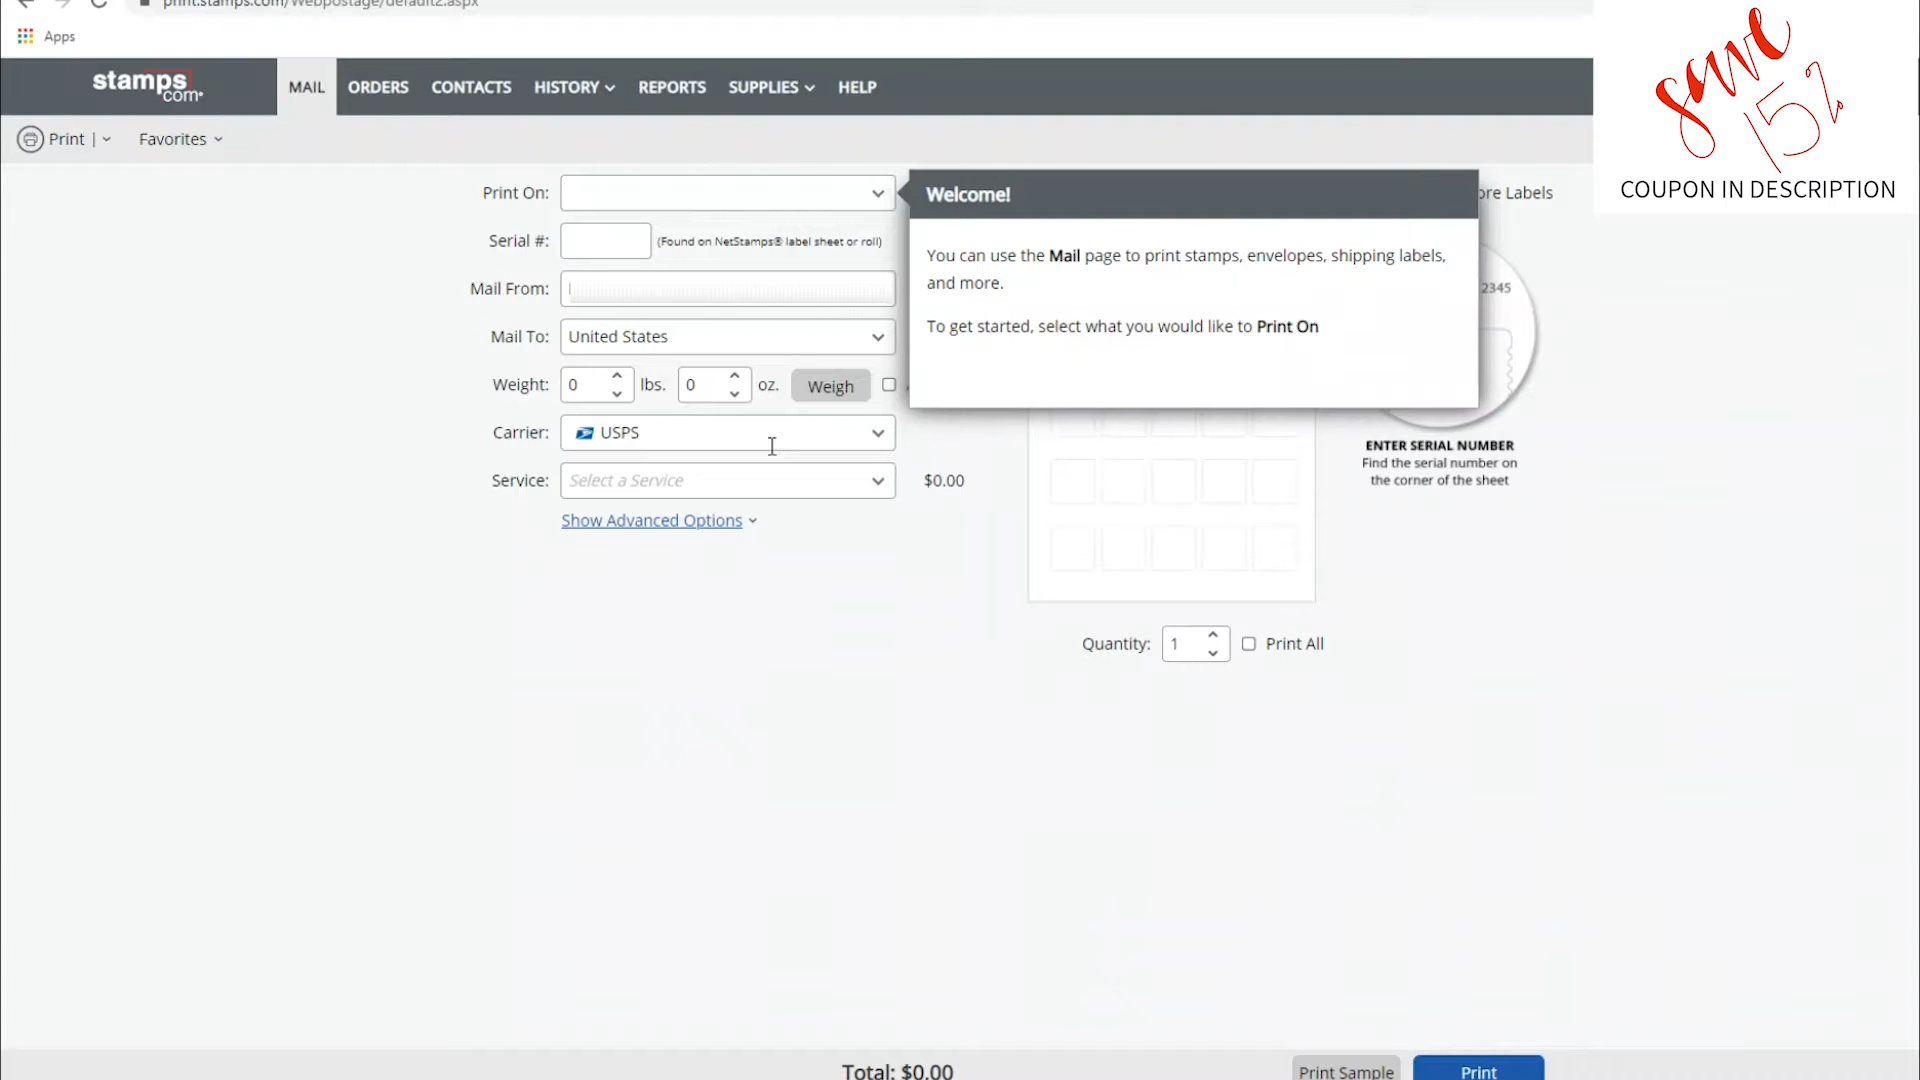 print.stamps.com/Webpostage/default2.aspx
Apps
stamps
.com
MAIL
ORDERS
CONTACTS
HISTORY
REPORTS
SUPPLIES
HELP
save
15%
COUPON IN DESCRIPTION
Print |
Favorites
Print On:
Welcome!
You can use the Mail page to print stamps, envelopes, shipping labels,
and more.
To get started, select what you would like to Print On
Labels
Serial #:
(Found on NetStamps® label sheet or roll)
Mail From:
2345
Mail To:
United States
Weight:
0
lbs.
0
oz.
Weigh
Carrier:
USPS
Service:
Select a Service
$0.00
Show Advanced Options
ENTER SERIAL NUMBER
Find the serial number on
the corner of the sheet
Quantity:
1
Print All
Total: $0.00
Print Sample
Print